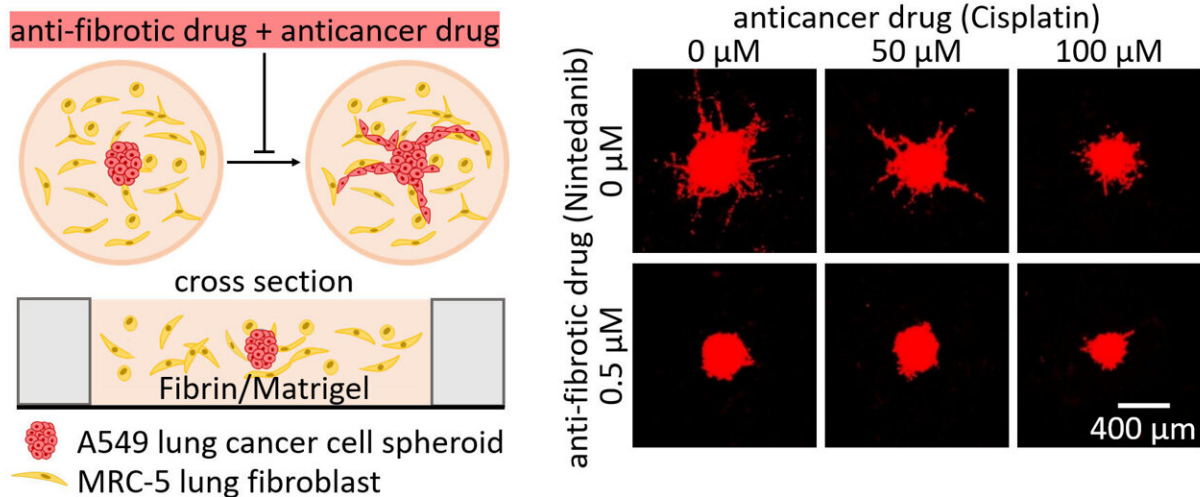 anti-fibrotic drug + anticancer drug
cross section
Fibrin/Matrigel
A549 lung cancer cell spheroid
MRC-5 lung fibroblast
anticancer drug (Cisplatin)
0 µM 50 µM 100 µM
anti-fibrotic drug (Nintedanib)
0 µM
0.5 µM
400 µm